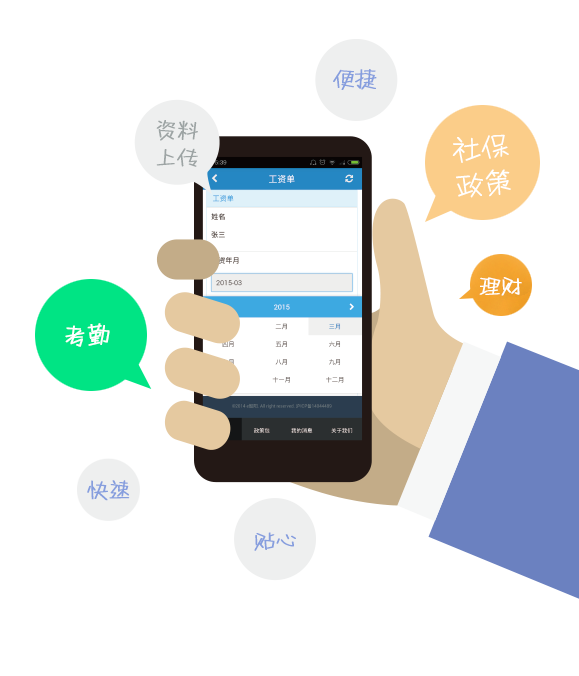 便捷
资料
上传
社保
政策
理财
考勤
快速
贴心
工资单
工资单
姓名
张三
资年月
2015-03
2015
二月
三月
四月
五月
六月
八月
九月
十一月
十二月
政策包
我的消息
关于我们